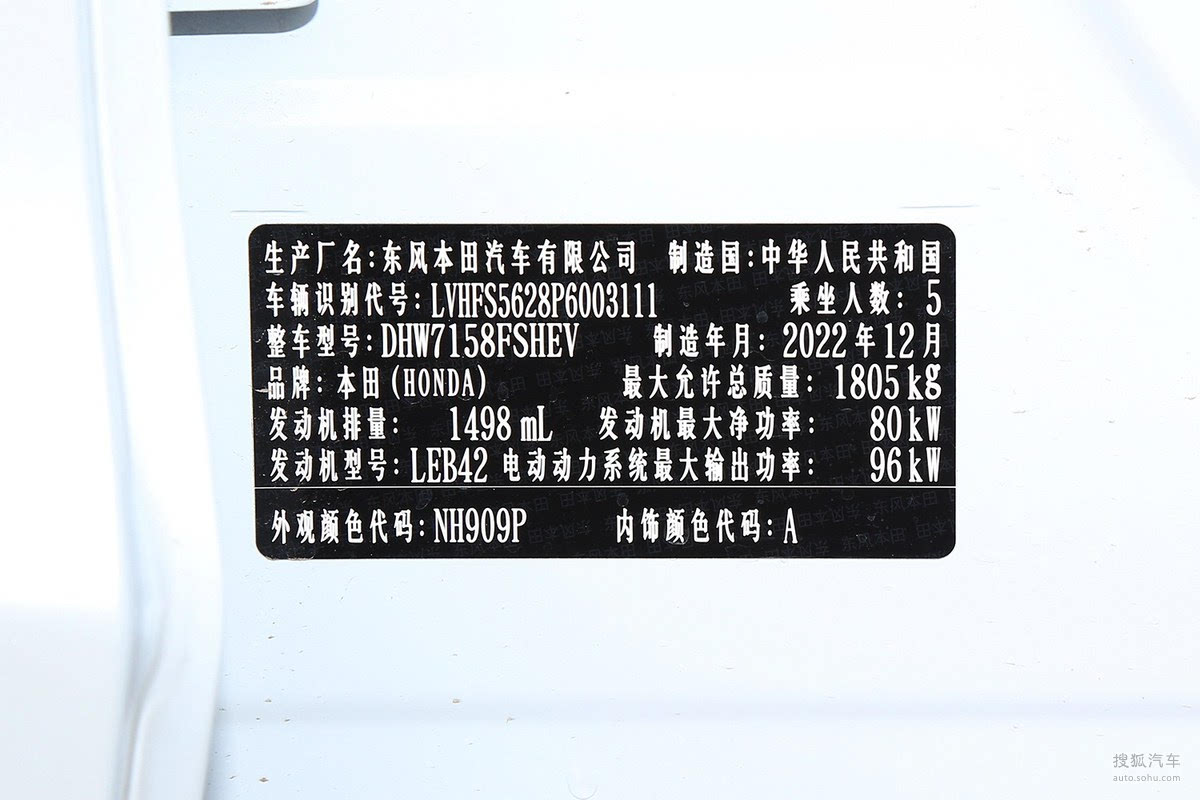 生产厂名:东风本田汽车有限公司 制造国:中华人民共和国
车辆识别代号:LVHFS5628P6003111 乘坐人数:5
整车型号:DHW7158FSHEV 制造年月:2022年12月
品牌:本田(HONDA) 最大允许总质量:1805kg
发动机排量: 1498 mL 发动机最大净功率: 80kW
发动机型号:LEB42 电动动力系统最大输出功率: 96kW
外观颜色代码:NH909P 内饰颜色代码:A
搜狐汽车
auto.sohu.com